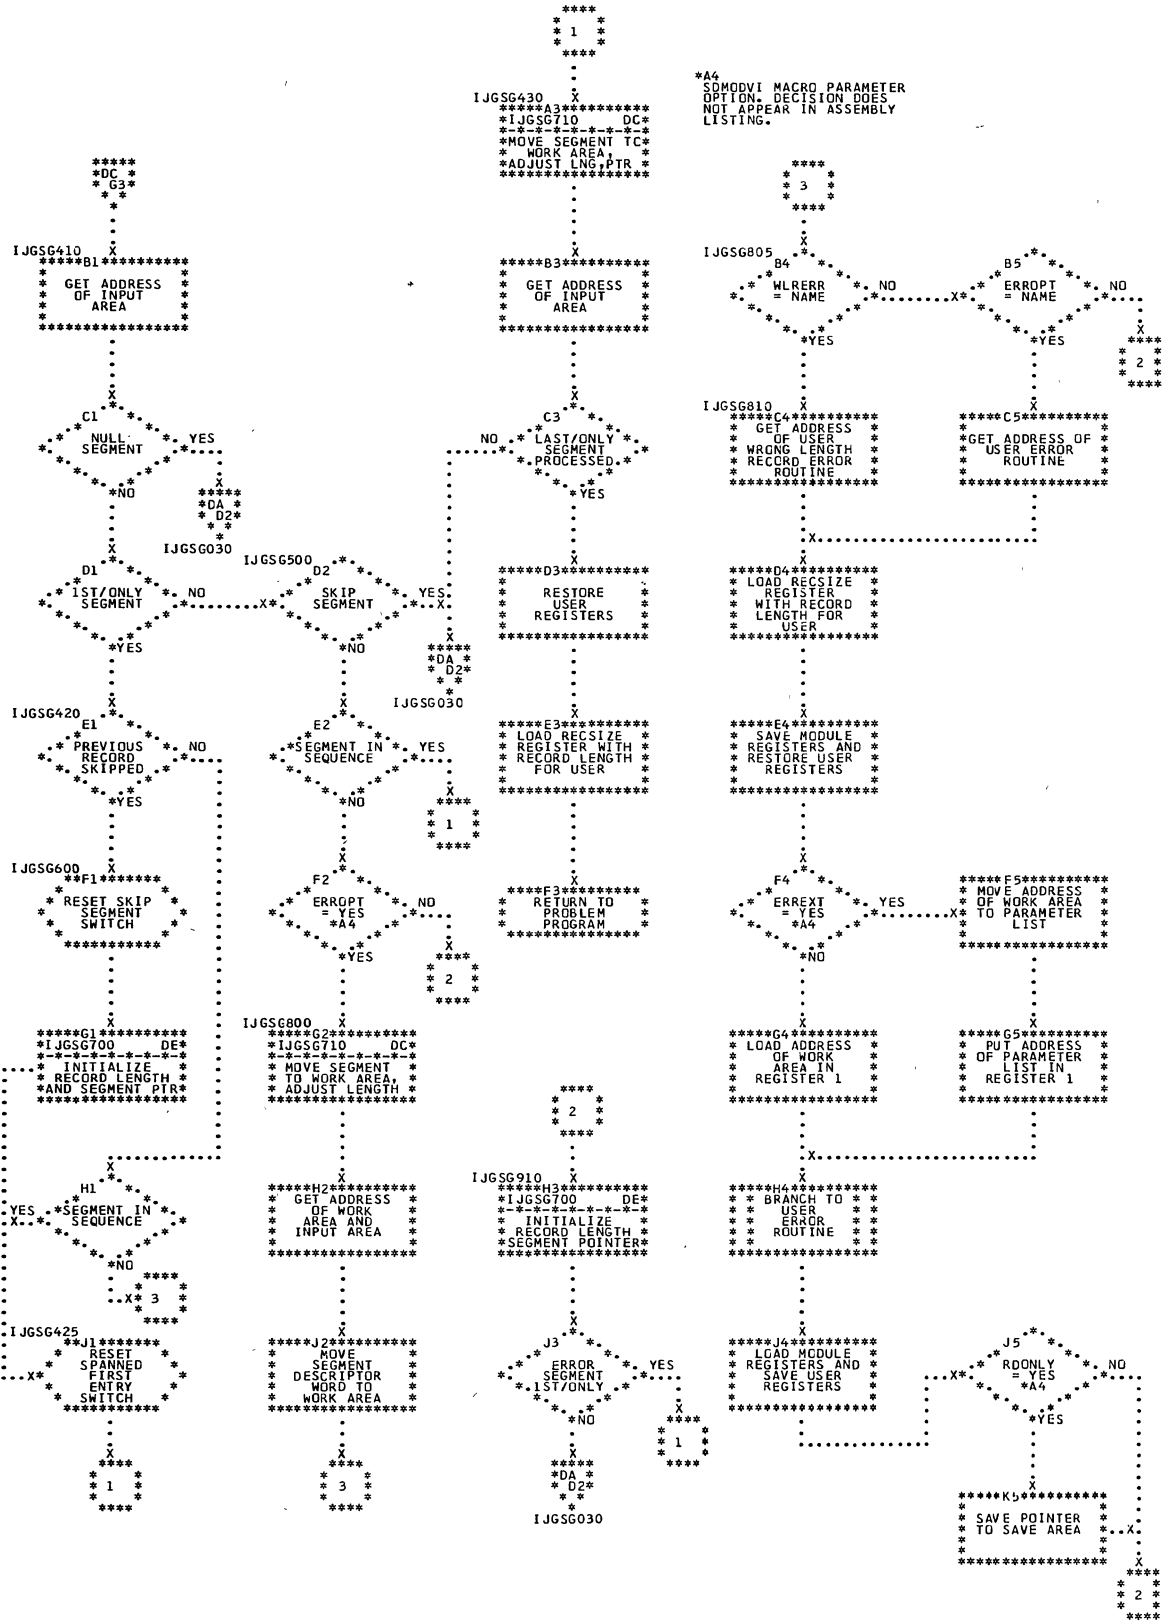 1
*A4
SDMODVI MACRO PARAMETER
OPTION. DECISION DOES
NOT APPEAR IN ASSEMBLY
LISTING.
DC
G3
IJGSG410
B1
GET ADDRESS
OF INPUT
AREA
C1
NULL
SEGMENT
YES
NO
DA
D2
IJGSG030
D1
1ST/ONLY
SEGMENT
NO
YES
IJGSG420
E1
PREVIOUS
RECORD
SKIPPED
NO
YES
IJGSG600
F1
RESET SKIP
SEGMENT
SWITCH
G1
IJGSG700 DE
INITIALIZE
RECORD LENGTH
AND SEGMENT PTR
H1
SEGMENT IN
SEQUENCE
YES
NO
3
IJGSG425
J1
RESET
SPANNED
FIRST
ENTRY
SWITCH
1
IJGSG500
D2
SKIP
SEGMENT
YES
NO
DA
D2
IJGSG030
E2
SEGMENT IN
SEQUENCE
YES
NO
1
F2
ERROPT
= YES
*A4
NO
YES
2
IJGSG800
G2
IJGSG710 DC
MOVE SEGMENT
TO WORK AREA,
ADJUST LENGTH
H2
GET ADDRESS
OF WORK
AREA AND
INPUT AREA
J2
MOVE
SEGMENT
DESCRIPTOR
WORD TO
WORK AREA
3
IJGSG430
A3
IJGSG710 DC
MOVE SEGMENT TC
WORK AREA,
ADJUST LNG,PTR
B3
GET ADDRESS
OF INPUT
AREA
C3
LAST/ONLY
SEGMENT
PROCESSED
NO
YES
D3
RESTORE
USER
REGISTERS
E3
LOAD RECSIZE
REGISTER WITH
RECORD LENGTH
FOR USER
F3
RETURN TO
PROBLEM
PROGRAM
2
IJGSG910
H3
IJGSG700 DE
INITIALIZE
RECORD LENGTH
SEGMENT POINTER
J3
ERROR
SEGMENT
1ST/ONLY
YES
NO
1
DA
D2
IJGSG030
3
IJGSG805
B4
WLRERR
= NAME
NO
YES
B5
ERROPT
= NAME
NO
YES
2
IJGSG810
C4
GET ADDRESS
OF USER
WRONG LENGTH
RECORD ERROR
ROUTINE
C5
GET ADDRESS OF
USER ERROR
ROUTINE
D4
LOAD RECSIZE
REGISTER
WITH RECORD
LENGTH FOR
USER
E4
SAVE MODULE
REGISTERS AND
RESTORE USER
REGISTERS
F4
ERREXT
= YES
*A4
YES
NO
F5
MOVE ADDRESS
OF WORK AREA
TO PARAMETER
LIST
G4
LOAD ADDRESS
OF WORK
AREA IN
REGISTER 1
G5
PUT ADDRESS
OF PARAMETER
LIST IN
REGISTER 1
H4
BRANCH TO
USER
ERROR
ROUTINE
J4
LOAD MODULE
REGISTERS AND
SAVE USER
REGISTERS
J5
RDONLY
= YES
*A4
NO
YES
K5
SAVE POINTER
TO SAVE AREA
2